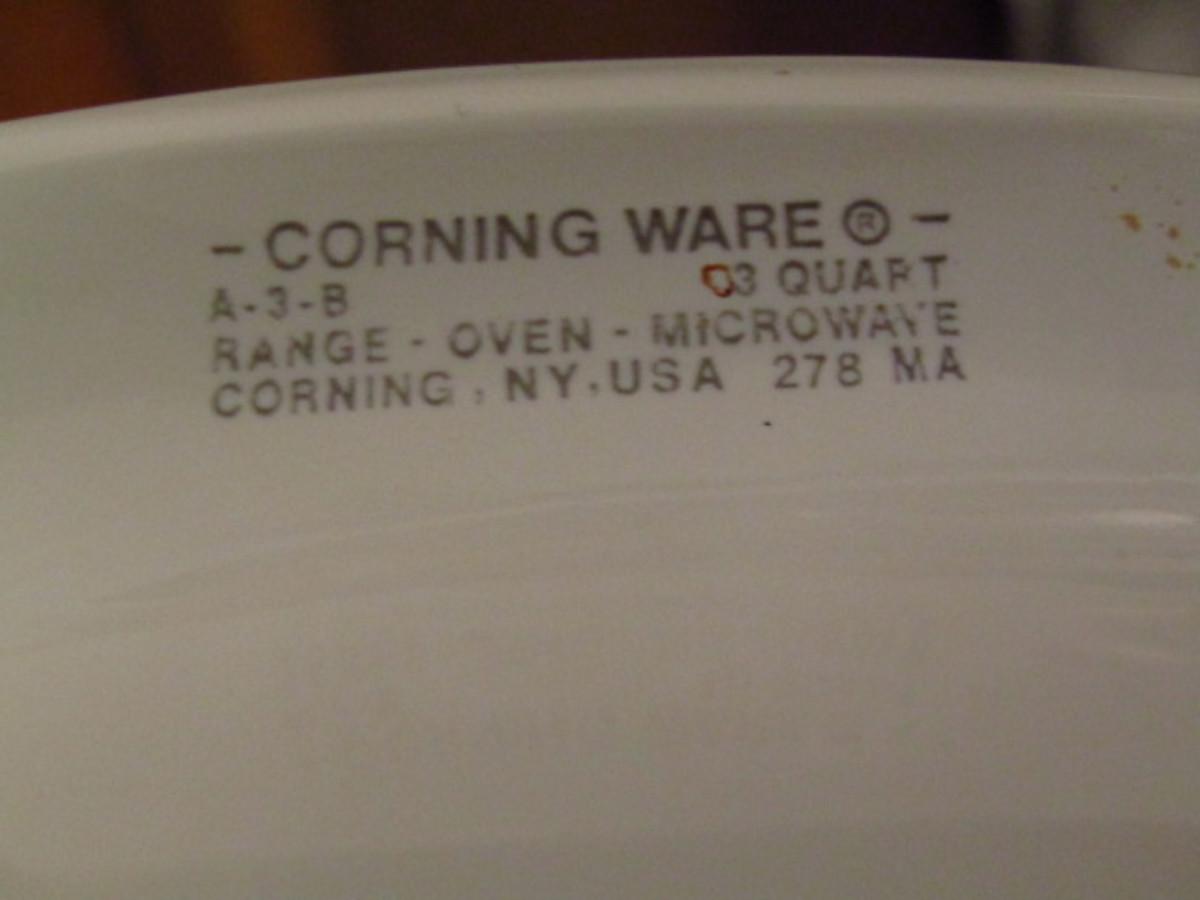 - CORNING WARE ® -
A-3-B 3 QUART
RANGE - OVEN - MICROWAVE
CORNING, NY, USA 278 MA